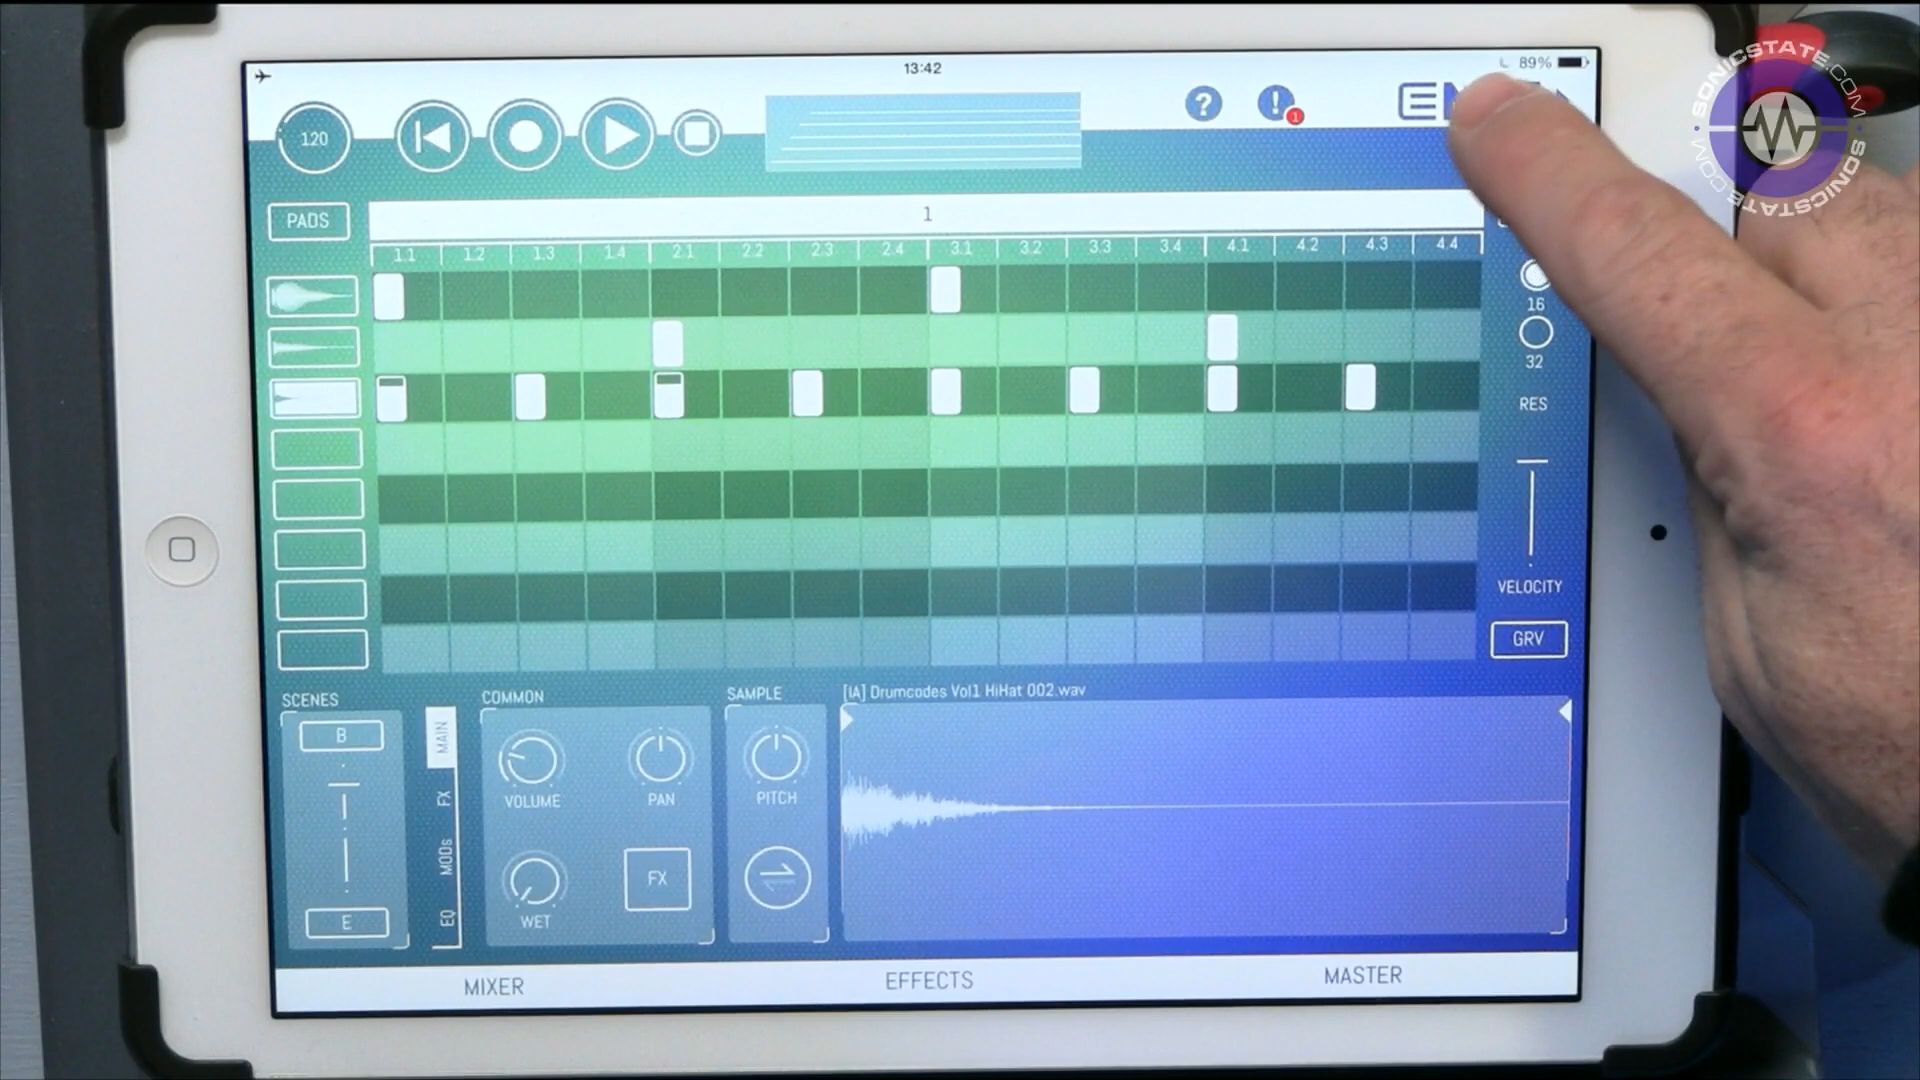 13:42
89%
120
1
PADS
1
1.1 1.2 1.3 1.4 2.1 2.2 2.3 2.4 3.1 3.2 3.3 3.4 4.1 4.2 4.3 4.4
16
32
RES
VELOCITY
GRV
SCENES
B
E
MAIN
FX
MODs
EQ
COMMON
VOLUME
PAN
WET
FX
SAMPLE
PITCH
[IA] Drumcodes Vol1 HiHat 002.wav
MIXER
EFFECTS
MASTER
SONICSTATE.COM
SONICSTATE.COM